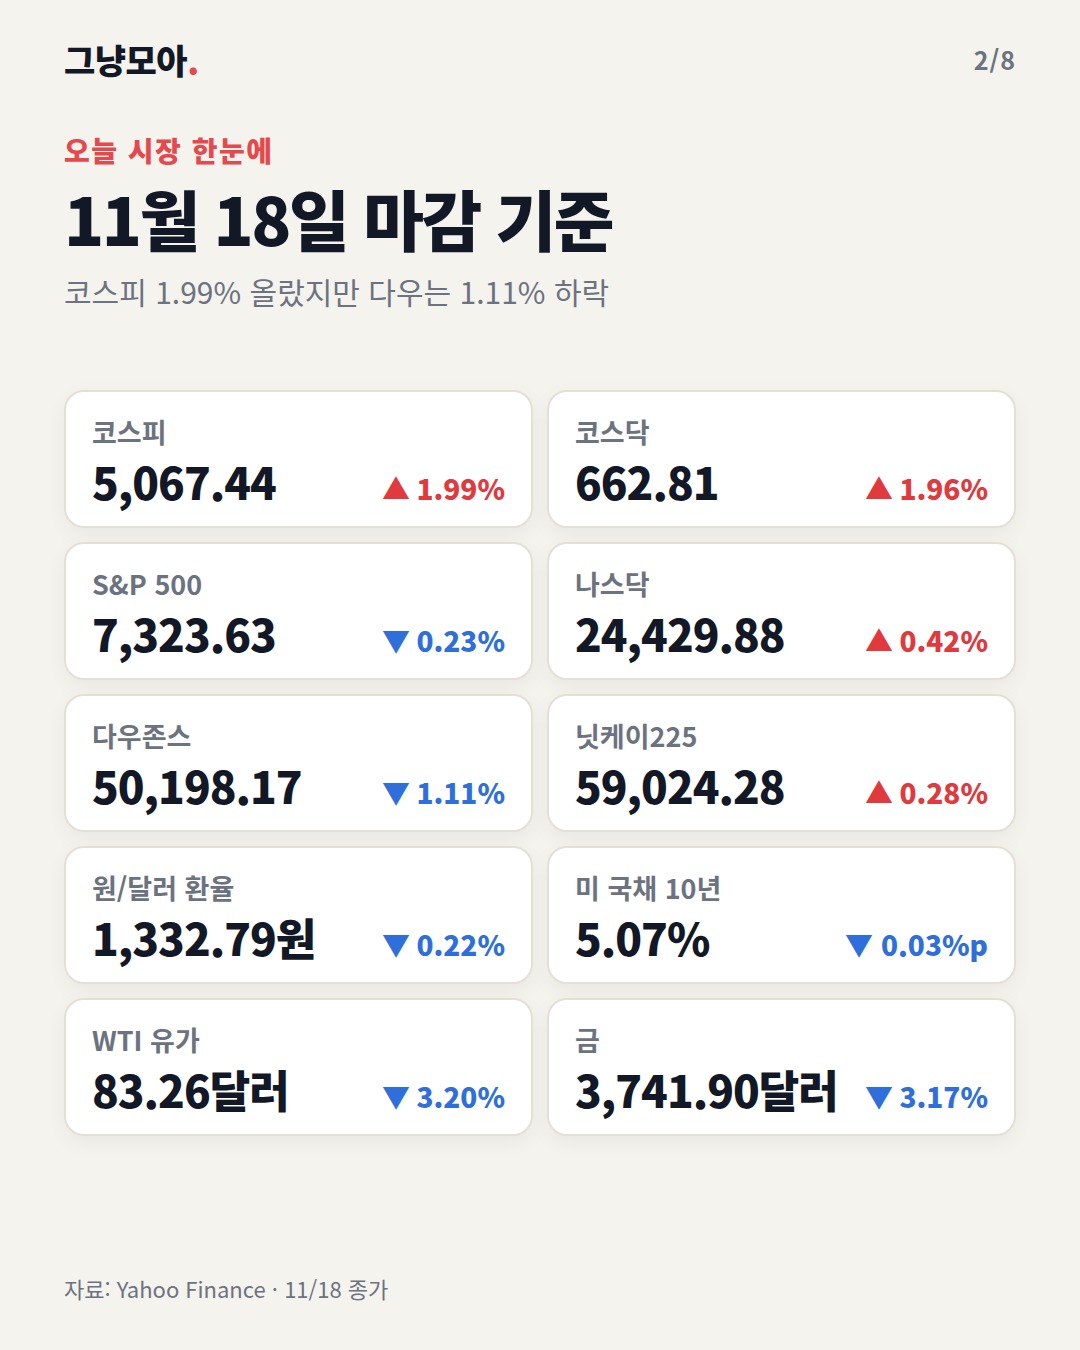 그냥모아.
2/8
오늘 시장 한눈에
11월 18일 마감 기준
코스피 1.99% 올랐지만 다우는 1.11% 하락
코스피
5,067.44 ▲ 1.99%
코스닥
662.81 ▲ 1.96%
S&P 500
7,323.63 ▼ 0.23%
나스닥
24,429.88 ▲ 0.42%
다우존스
50,198.17 ▼ 1.11%
닛케이225
59,024.28 ▲ 0.28%
원/달러 환율
1,332.79원 ▼ 0.22%
미 국채 10년
5.07% ▼ 0.03%p
WTI 유가
83.26달러 ▼ 3.20%
금
3,741.90달러 ▼ 3.17%
자료: Yahoo Finance · 11/18 종가